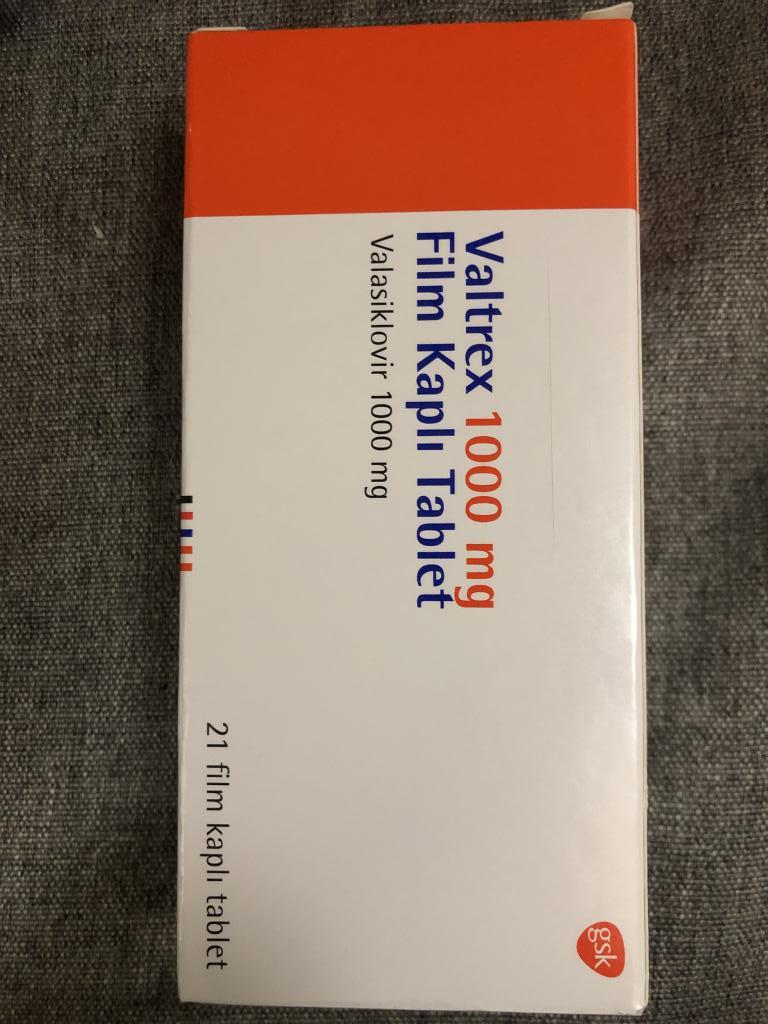 Valtrex 1000 mg
Film Kaplı Tablet
Valasiklovir 1000 mg
21 film kaplı tablet
gsk